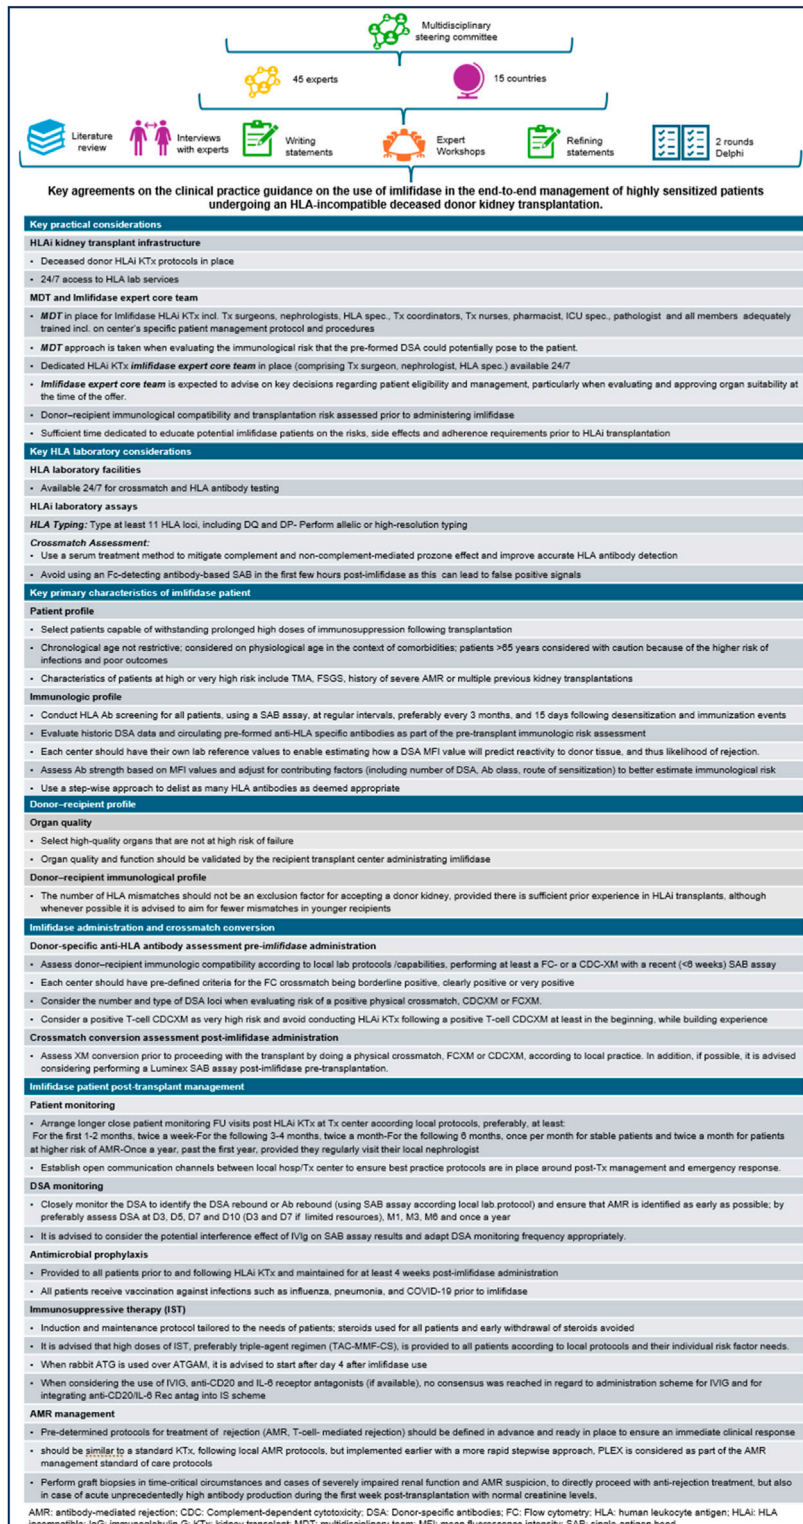 Multidisciplinary
steering committee
45 experts
15 countries
Literature
review
Interviews
with experts
Writing
statements
Expert
Workshops
Refining
statements
2 rounds
Delphi
Key agreements on the clinical practice guidance on the use of imlifidase in the end-to-end management of highly sensitized patients
undergoing an HLA-incompatible deceased donor kidney transplantation.
Key practical considerations
HLAi kidney transplant infrastructure
• Deceased donor HLAi KTx protocols in place
• 24/7 access to HLA lab services
MDT and Imlifidase expert core team
• MDT in place for Imlifidase HLAi KTx incl. Tx surgeons, nephrologists, HLA spec., Tx coordinators, Tx nurses, pharmacist, ICU spec., pathologist and all members adequately
trained incl. on center's specific patient management protocol and procedures
• MDT approach is taken when evaluating the immunological risk that the pre-formed DSA could potentially pose to the patient.
• Dedicated HLAi KTx imlifidase expert core team in place (comprising Tx surgeon, nephrologist, HLA spec.) available 24/7
• Imlifidase expert core team is expected to advise on key decisions regarding patient eligibility and management, particularly when evaluating and approving organ suitability at
the time of the offer.
• Donor–recipient immunological compatibility and transplantation risk assessed prior to administering imlifidase
• Sufficient time dedicated to educate potential imlifidase patients on the risks, side effects and adherence requirements prior to HLAi transplantation
Key HLA laboratory considerations
HLA laboratory facilities
• Available 24/7 for crossmatch and HLA antibody testing
HLAi laboratory assays
HLA Typing: Type at least 11 HLA loci, including DQ and DP- Perform allelic or high-resolution typing
Crossmatch Assessment:
• Use a serum treatment method to mitigate complement and non-complement-mediated prozone effect and improve accurate HLA antibody detection
• Avoid using an Fc-detecting antibody-based SAB in the first few hours post-imlifidase as this can lead to false positive signals
Key primary characteristics of imlifidase patient
Patient profile
• Select patients capable of withstanding prolonged high doses of immunosuppression following transplantation
• Chronological age not restrictive; considered on physiological age in the context of comorbidities; patients >65 years considered with caution because of the higher risk of
infections and poor outcomes
• Characteristics of patients at high or very high risk include TMA, FSGS, history of severe AMR or multiple previous kidney transplantations
Immunologic profile
• Conduct HLA Ab screening for all patients, using a SAB assay, at regular intervals, preferably every 3 months, and 15 days following desensitization and immunization events
• Evaluate historic DSA data and circulating pre-formed anti-HLA specific antibodies as part of the pre-transplant immunologic risk assessment
• Each center should have their own lab reference values to enable estimating how a DSA MFI value will predict reactivity to donor tissue, and thus likelihood of rejection.
• Assess Ab strength based on MFI values and adjust for contributing factors (including number of DSA, Ab class, route of sensitization) to better estimate immunological risk
• Use a step-wise approach to delist as many HLA antibodies as deemed appropriate
Donor–recipient profile
Organ quality
• Select high-quality organs that are not at high risk of failure
• Organ quality and function should be validated by the recipient transplant center administrating imlifidase
Donor–recipient immunological profile
• The number of HLA mismatches should not be an exclusion factor for accepting a donor kidney, provided there is sufficient prior experience in HLAi transplants, although
whenever possible it is advised to aim for fewer mismatches in younger recipients
Imlifidase administration and crossmatch conversion
Donor-specific anti-HLA antibody assessment pre-imlifidase administration
• Assess donor–recipient immunologic compatibility according to local lab protocols /capabilities, performing at least a FC- or a CDC-XM with a recent (<6 weeks) SAB assay
• Each center should have pre-defined criteria for the FC crossmatch being borderline positive, clearly positive or very positive
• Consider the number and type of DSA loci when evaluating risk of a positive physical crossmatch, CDCXM or FCXM.
• Consider a positive T-cell CDCXM as very high risk and avoid conducting HLAi KTx following a positive T-cell CDCXM at least in the beginning, while building experience
Crossmatch conversion assessment post-imlifidase administration
• Assess XM conversion prior to proceeding with the transplant by doing a physical crossmatch, FCXM or CDCXM, according to local practice. In addition, if possible, it is advised
considering performing a Luminex SAB assay post-imlifidase pre-transplantation.
Imlifidase patient post-transplant management
Patient monitoring
• Arrange longer close patient monitoring FU visits post HLAi KTx at Tx center according local protocols, preferably, at least:
For the first 1-2 months, twice a week-For the following 3-4 months, twice a month-For the following 6 months, once per month for stable patients and twice a month for patients
at higher risk of AMR-Once a year, past the first year, provided they regularly visit their local nephrologist
• Establish open communication channels between local hosp/Tx center to ensure best practice protocols are in place around post-Tx management and emergency response.
DSA monitoring
• Closely monitor the DSA to identify the DSA rebound or Ab rebound (using SAB assay according local lab.protocol) and ensure that AMR is identified as early as possible; by
preferably assess DSA at D3, D5, D7 and D10 (D3 and D7 if limited resources), M1, M3, M6 and once a year
• It is advised to consider the potential interference effect of IVIg on SAB assay results and adapt DSA monitoring frequency appropriately.
Antimicrobial prophylaxis
• Provided to all patients prior to and following HLAi KTx and maintained for at least 4 weeks post-imlifidase administration
• All patients receive vaccination against infections such as influenza, pneumonia, and COVID-19 prior to imlifidase
Immunosuppressive therapy (IST)
• Induction and maintenance protocol tailored to the needs of patients; steroids used for all patients and early withdrawal of steroids avoided
• It is advised that high doses of IST, preferably triple-agent regimen (TAC-MMF-CS), is provided to all patients according to local protocols and their individual risk factor needs.
• When rabbit ATG is used over ATGAM, it is advised to start after day 4 after imlifidase use
• When considering the use of IVIG, anti-CD20 and IL-6 receptor antagonists (if available), no consensus was reached in regard to administration scheme for IVIG and for
integrating anti-CD20/IL-6 Rec antag into IS scheme
AMR management
• Pre-determined protocols for treatment of rejection (AMR, T-cell- mediated rejection) should be defined in advance and ready in place to ensure an immediate clinical response
• should be similar to a standard KTx, following local AMR protocols, but implemented earlier with a more rapid stepwise approach, PLEX is considered as part of the AMR
management standard of care protocols
• Perform graft biopsies in time-critical circumstances and cases of severely impaired renal function and AMR suspicion, to directly proceed with anti-rejection treatment, but also
in case of acute unprecedentedly high antibody production during the first week post-transplantation with normal creatinine levels.
AMR: antibody-mediated rejection; CDC: Complement-dependent cytotoxicity; DSA: Donor-specific antibodies; FC: Flow cytometry; HLA: human leukocyte antigen; HLAi: HLA